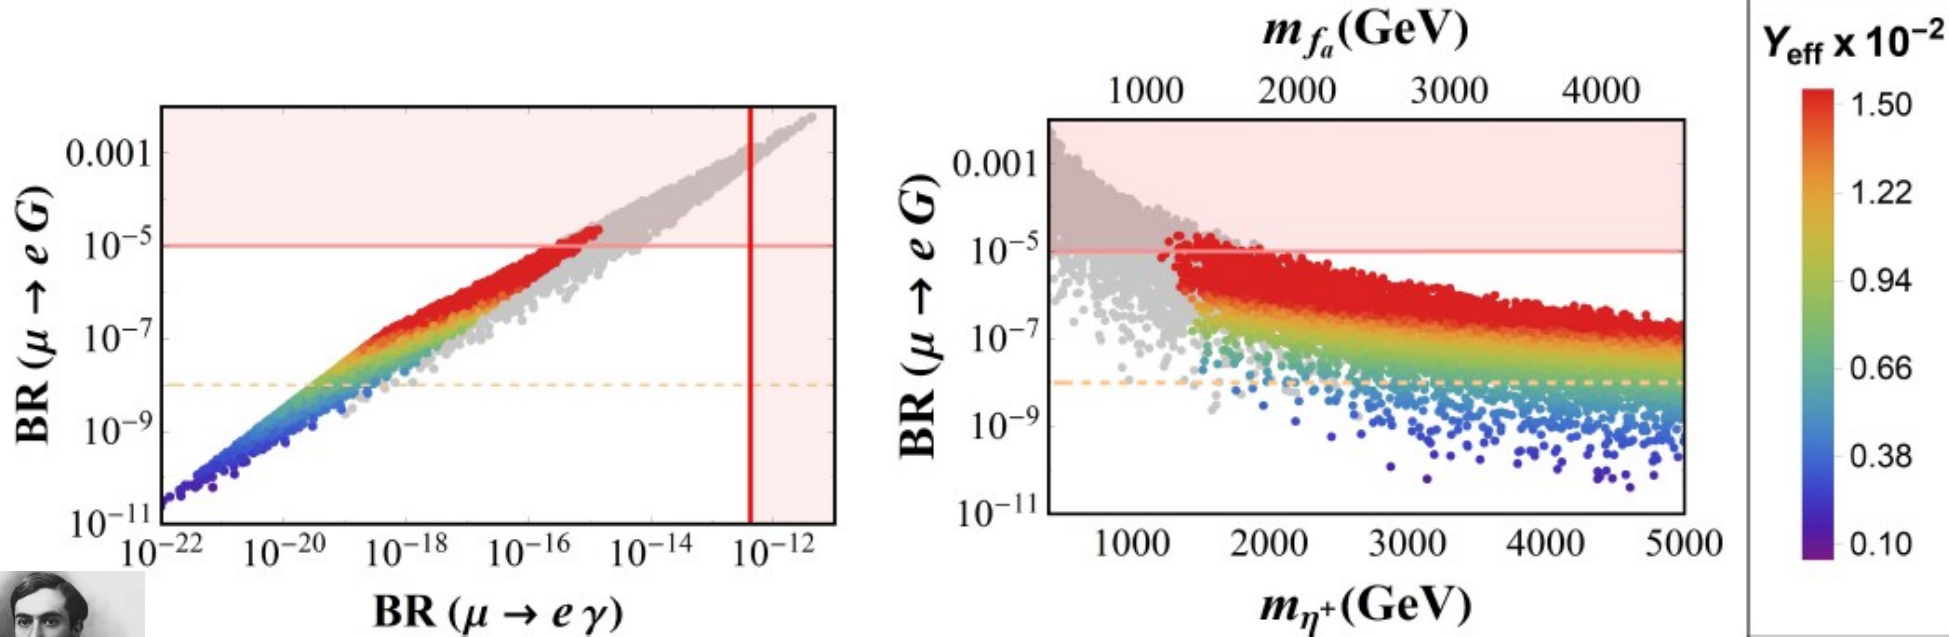 BR (μ → e G)
0.001
10⁻⁵
10⁻⁷
10⁻⁹
10⁻¹¹
10⁻²² 10⁻²⁰ 10⁻¹⁸ 10⁻¹⁶ 10⁻¹⁴ 10⁻¹²
BR (μ → e γ)
m_{f_a}(GeV)
1000 2000 3000 4000
BR (μ → e G)
0.001
10⁻⁵
10⁻⁷
10⁻⁹
10⁻¹¹
1000 2000 3000 4000 5000
m_{η⁺}(GeV)
Y_{eff} x 10⁻²
1.50
1.22
0.94
0.66
0.38
0.10